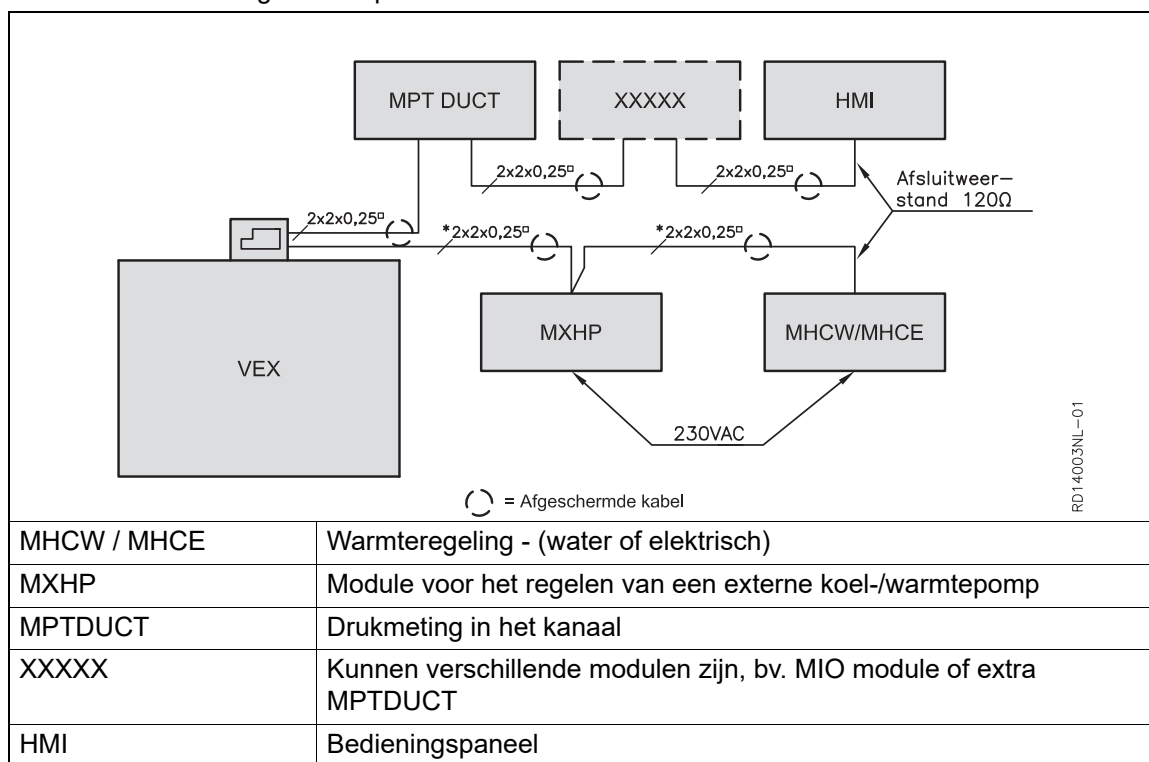 MPT DUCT
XXXXX
HMI
2x2x0,25¤
2x2x0,25¤
Afsluitweer-
stand 120Ω
2x2x0,25¤
*2x2x0,25¤
*2x2x0,25¤
MXHP
MHCW/MHCE
VEX
230VAC
RD14003NL-01
= Afgeschermde kabel
MHCW / MHCE
Warmteregeling - (water of elektrisch)
MXHP
Module voor het regelen van een externe koel-/warmtepomp
MPTDUCT
Drukmeting in het kanaal
XXXXX
Kunnen verschillende modulen zijn, bv. MIO module of extra
MPTDUCT
HMI
Bedieningspaneel